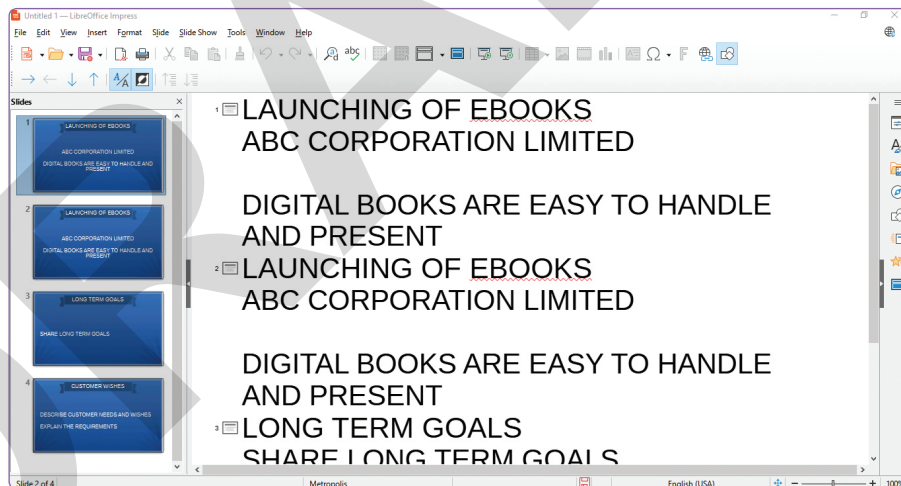 Untitled 1 — LibreOffice Impress
File Edit View Insert Format Slide Slide Show Tools Window Help
Slides
1
LAUNCHING OF EBOOKS
ABC CORPORATION LIMITED
DIGITAL BOOKS ARE EASY TO HANDLE AND
PRESENT
2
LAUNCHING OF EBOOKS
ABC CORPORATION LIMITED
DIGITAL BOOKS ARE EASY TO HANDLE AND
PRESENT
3
LONG TERM GOALS
SHARE LONG TERM GOALS
4
CUSTOMER WISHES
DESCRIBE CUSTOMER NEEDS AND WISHES
EXPLAIN THE REQUIREMENTS
1 LAUNCHING OF EBOOKS
ABC CORPORATION LIMITED
DIGITAL BOOKS ARE EASY TO HANDLE
AND PRESENT
2 LAUNCHING OF EBOOKS
ABC CORPORATION LIMITED
DIGITAL BOOKS ARE EASY TO HANDLE
AND PRESENT
3 LONG TERM GOALS
SHARE LONG TERM GOALS
Slide 2 of 4 Metropolis English (USA) 100%